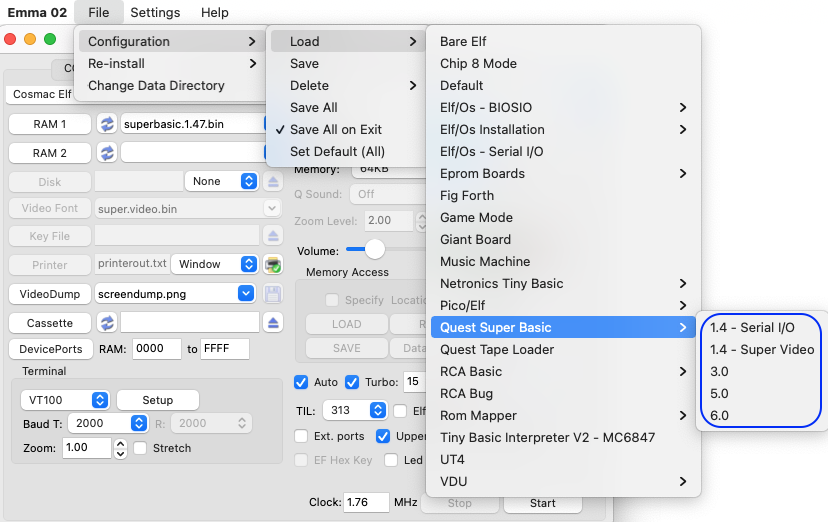 Emma 02 File Settings Help
Configuration
Re-install
Change Data Directory
Load
Save
Delete
Save All
✓ Save All on Exit
Set Default (All)
Bare Elf
Chip 8 Mode
Default
Elf/Os - BIOSIO
Elf/Os Installation
Elf/Os - Serial I/O
Eprom Boards
Fig Forth
Game Mode
Giant Board
Music Machine
Netronics Tiny Basic
Pico/Elf
Quest Super Basic
Quest Tape Loader
RCA Basic
RCA Bug
Rom Mapper
Tiny Basic Interpreter V2 - MC6847
UT4
VDU
1.4 - Serial I/O
1.4 - Super Video
3.0
5.0
6.0
Cosmac Elf
RAM 1 superbasic.1.47.bin
RAM 2
Disk None
Video Font super.video.bin
Key File
Printer printerout.txt Window
VideoDump screendump.png
Cassette
DevicePorts RAM: 0000 to FFFF
Terminal
VT100 Setup
Baud T: 2000 R: 2000
Zoom: 1.00 Stretch
Memory: 64KB
Q Sound: Off
Zoom Level: 2.00
Volume:
Memory Access
Specify
LOAD
SAVE
Auto Turbo: 15
TIL: 313
Ext. ports Upper
EF Hex Key Led
Clock: 1.76 MHz Stop Start